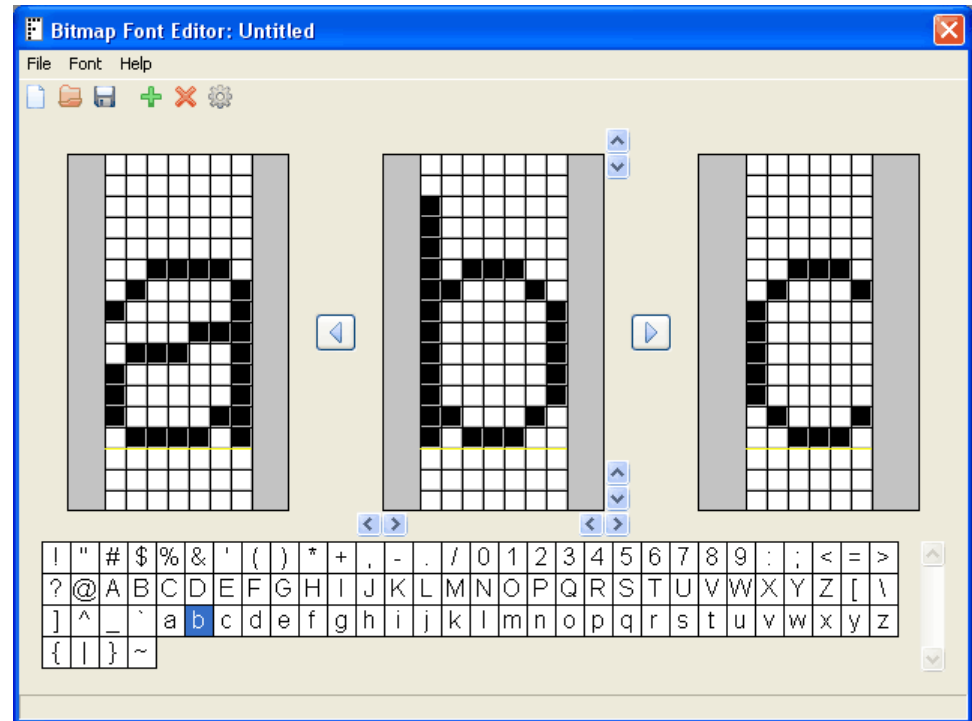 Bitmap Font Editor: Untitled
File Font Help
a b c
! " # $ % & ' ( ) * + , - . / 0 1 2 3 4 5 6 7 8 9 : ; < = >
? @ A B C D E F G H I J K L M N O P Q R S T U V W X Y Z [ \
] ^ _ ` a b c d e f g h i j k l m n o p q r s t u v w x y z
{ | } ~